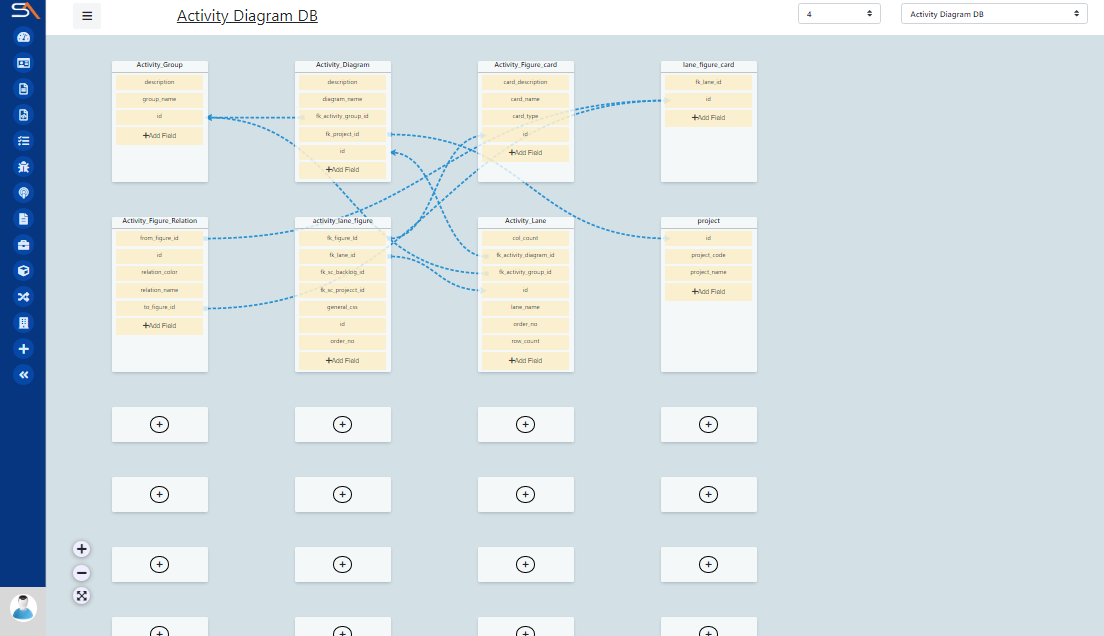 Activity Diagram DB
4
Activity Diagram DB
Activity_Group
description
group_name
id
Add Field
Activity_Diagram
description
diagram_name
fk_activity_group_id
fk_project_id
id
Add Field
Activity_Figure_card
card_description
card_name
card_type
id
Add Field
lane_figure_card
fk_lane_id
id
Add Field
Activity_Figure_Relation
from_figure_id
id
relation_color
relation_name
to_figure_id
Add Field
activity_lane_figure
fk_figure_id
fk_lane_id
fk_sc_backlog_id
fk_sc_projecct_id
general_css
id
order_no
Add Field
Activity_Lane
col_count
fk_activity_diagram_id
fk_activity_group_id
id
lane_name
order_no
row_count
Add Field
project
id
project_code
project_name
Add Field